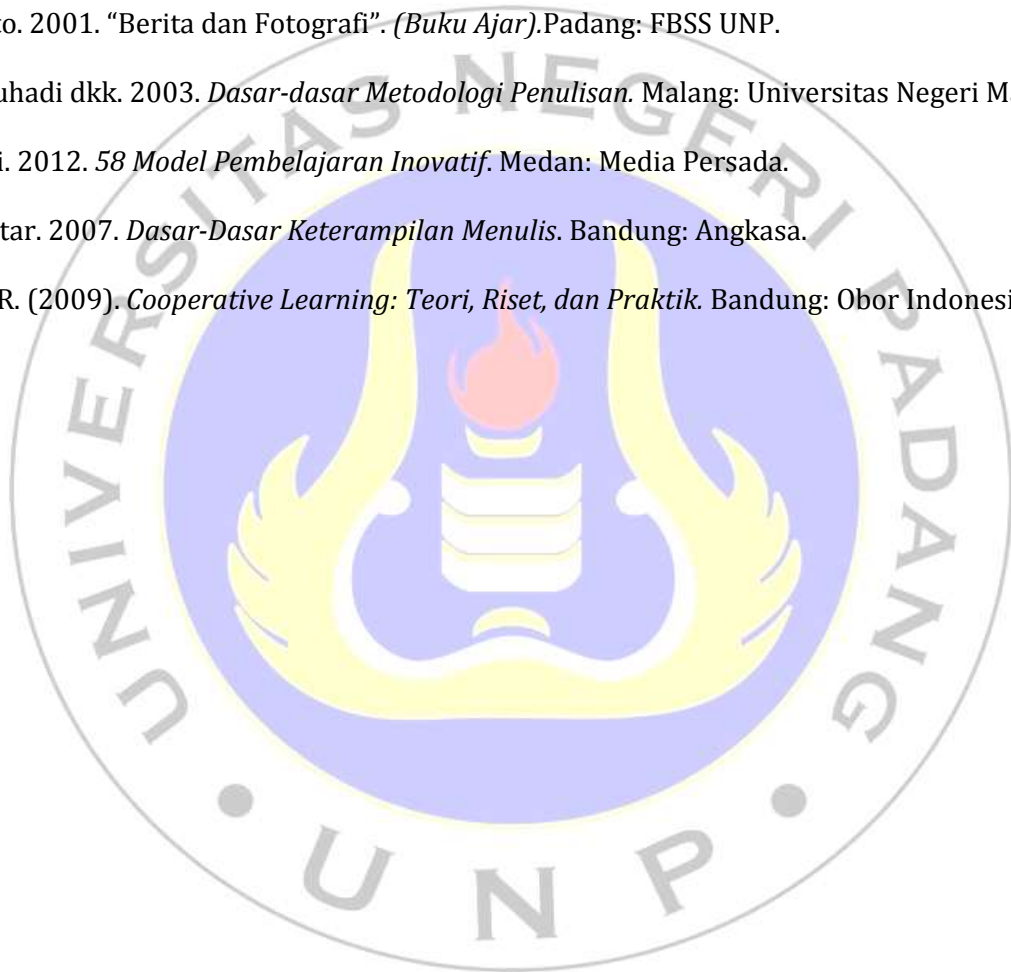 to. 2001. “Berita dan Fotografi”. (Buku Ajar).Padang: FBSS UNP.
uhadi dkk. 2003. Dasar-dasar Metodologi Penulisan. Malang: Universitas Negeri Ma
i. 2012. 58 Model Pembelajaran Inovatif. Medan: Media Persada.
tar. 2007. Dasar-Dasar Keterampilan Menulis. Bandung: Angkasa.
R. (2009). Cooperative Learning: Teori, Riset, dan Praktik. Bandung: Obor Indonesi
UNIVERSITAS NEGERI PADANG
UNP